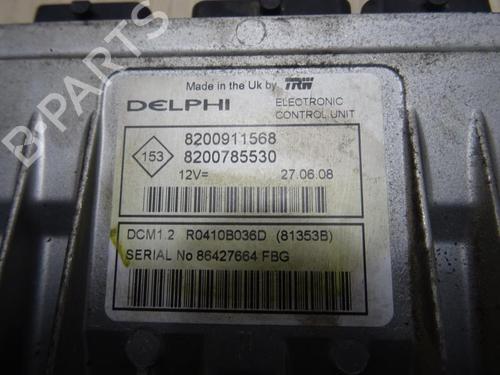 Made in the Uk by TRW
DELPHI
ELECTRONIC
CONTROL UNIT
153
8200911568
8200785530
12V=
27.06.08
DCM1.2 R0410B036D (81353B)
SERIAL No 86427664 FBG
B-PARTS